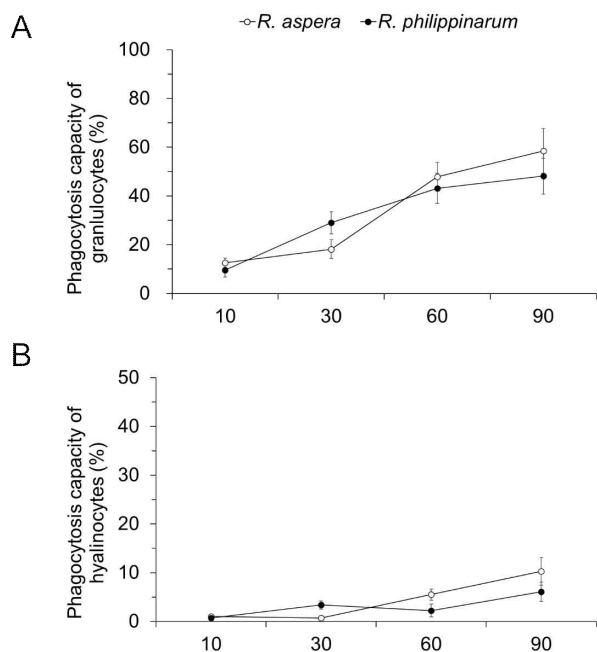 A
R. aspera R. philippinarum
Phagocytosis capacity of
granlulocytes (%)
100
80
60
40
20
0
10 30 60 90
B
Phagocytosis capacity of
hyalinocytes (%)
50
40
30
20
10
0
10 30 60 90